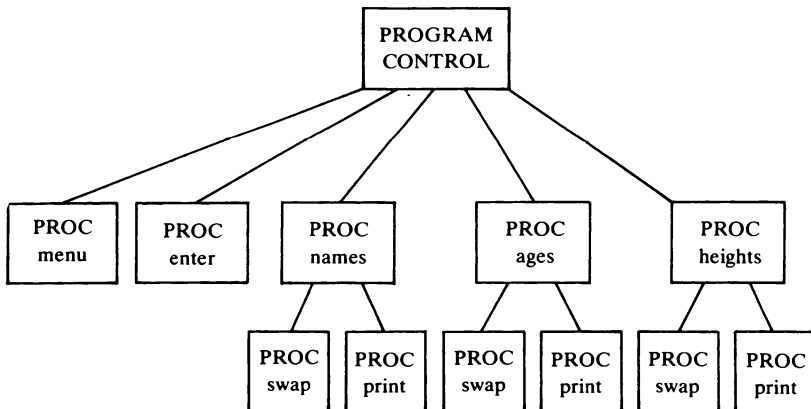 PROGRAM
CONTROL
PROC
menu
PROC
enter
PROC
names
PROC
ages
PROC
heights
PROC
swap
PROC
print
PROC
swap
PROC
print
PROC
swap
PROC
print